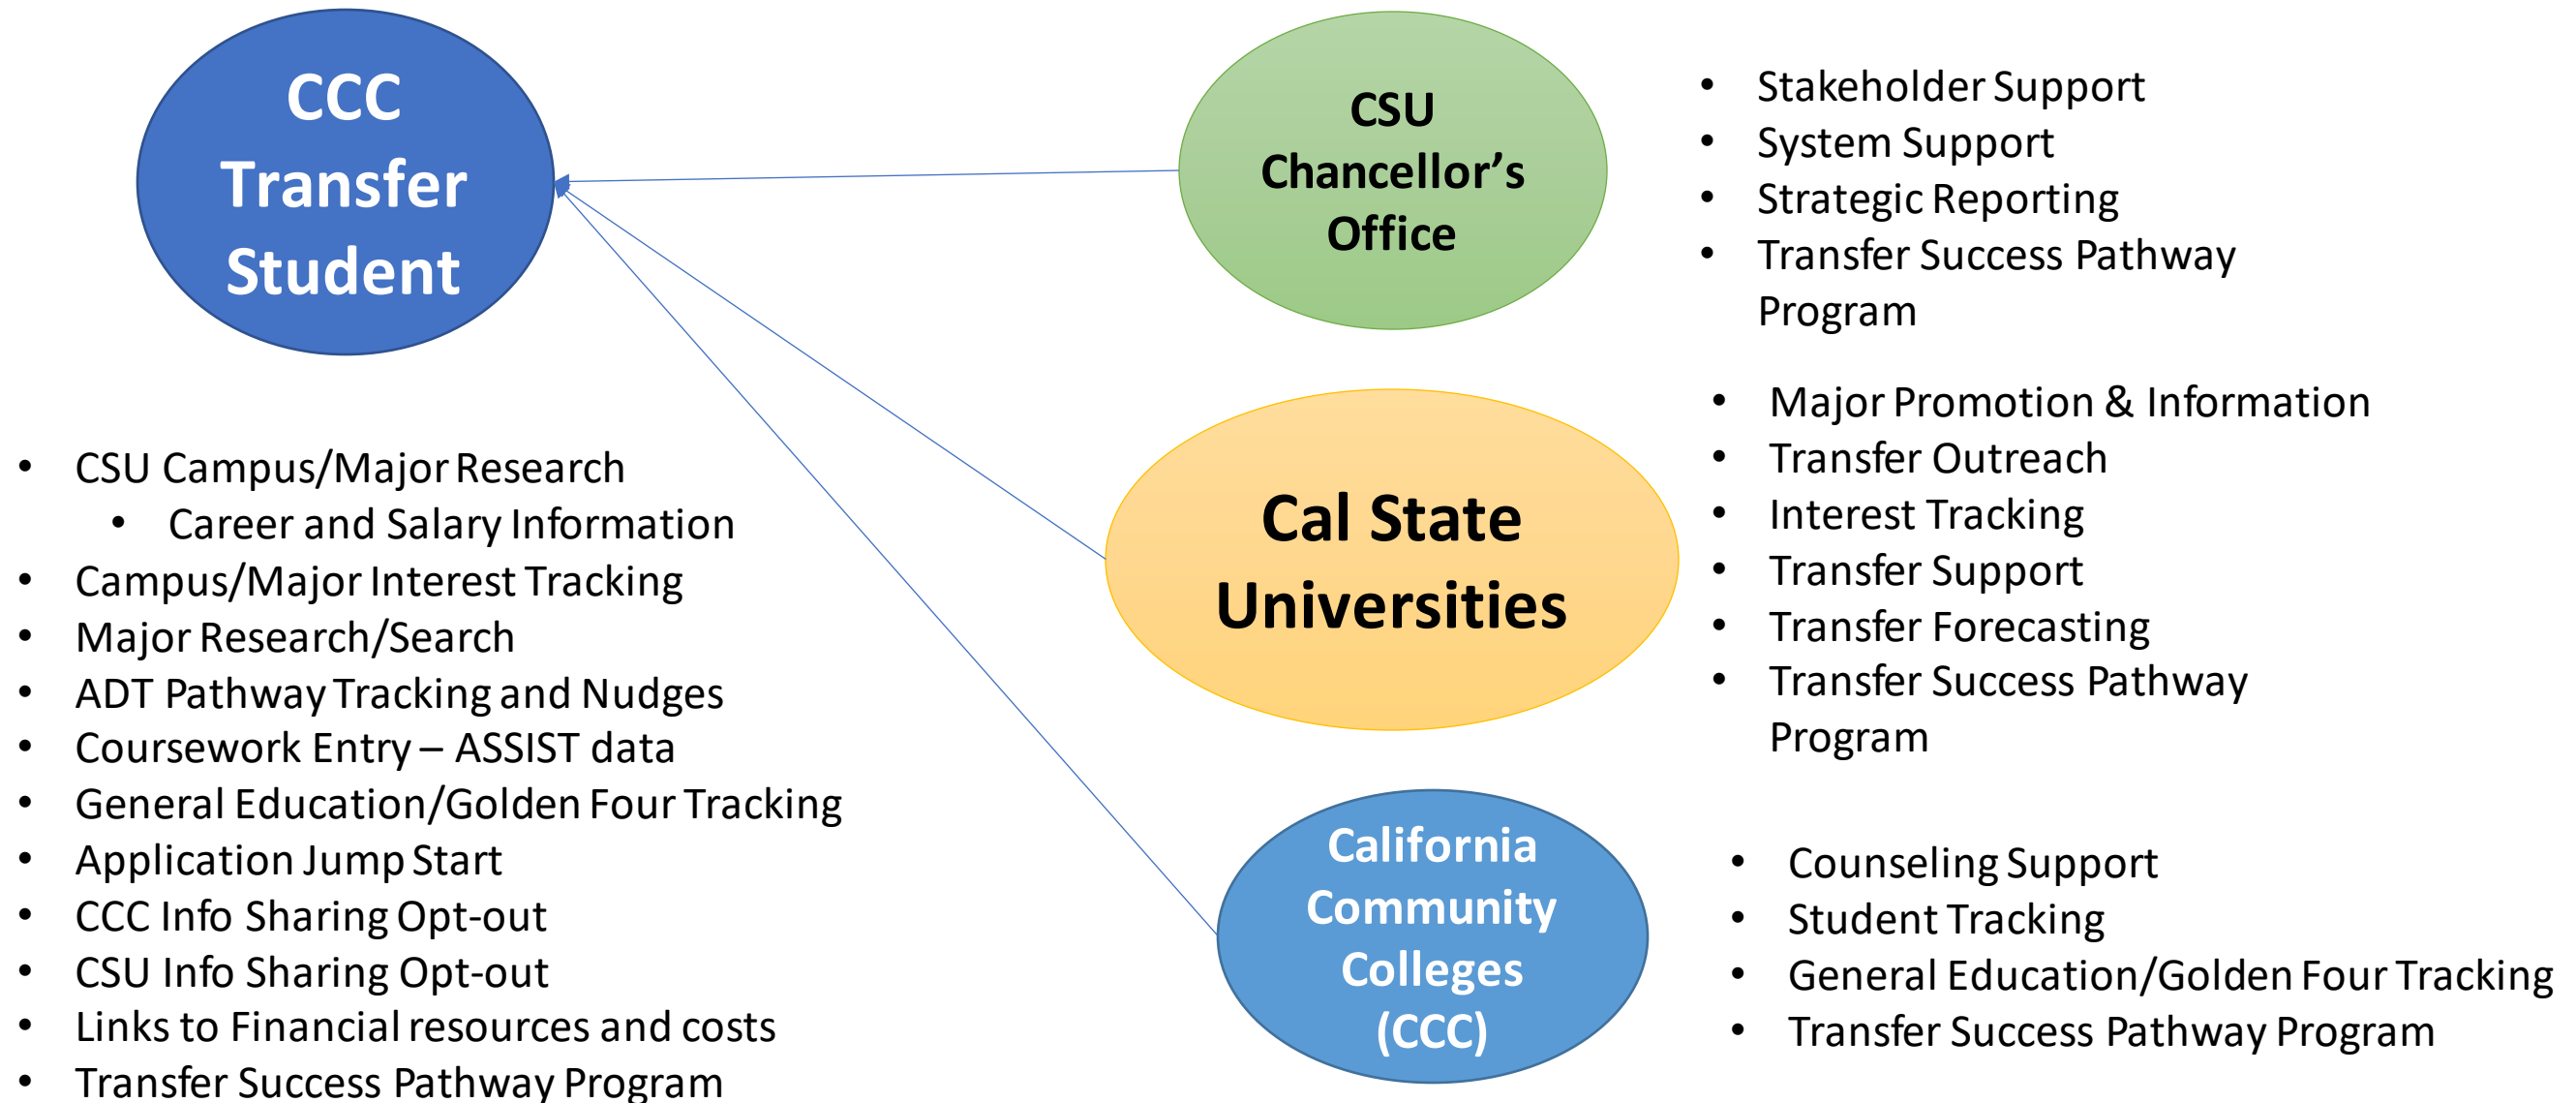 CCC
Transfer
Student
• CSU Campus/Major Research
• Career and Salary Information
• Campus/Major Interest Tracking
• Major Research/Search
• ADT Pathway Tracking and Nudges
• Coursework Entry – ASSIST data
• General Education/Golden Four Tracking
• Application Jump Start
• CCC Info Sharing Opt-out
• CSU Info Sharing Opt-out
• Links to Financial resources and costs
• Transfer Success Pathway Program
CSU
Chancellor’s
Office
• Stakeholder Support
• System Support
• Strategic Reporting
• Transfer Success Pathway
Program
Cal State
Universities
• Major Promotion & Information
• Transfer Outreach
• Interest Tracking
• Transfer Support
• Transfer Forecasting
• Transfer Success Pathway
Program
California
Community
Colleges
(CCC)
• Counseling Support
• Student Tracking
• General Education/Golden Four Tracking
• Transfer Success Pathway Program